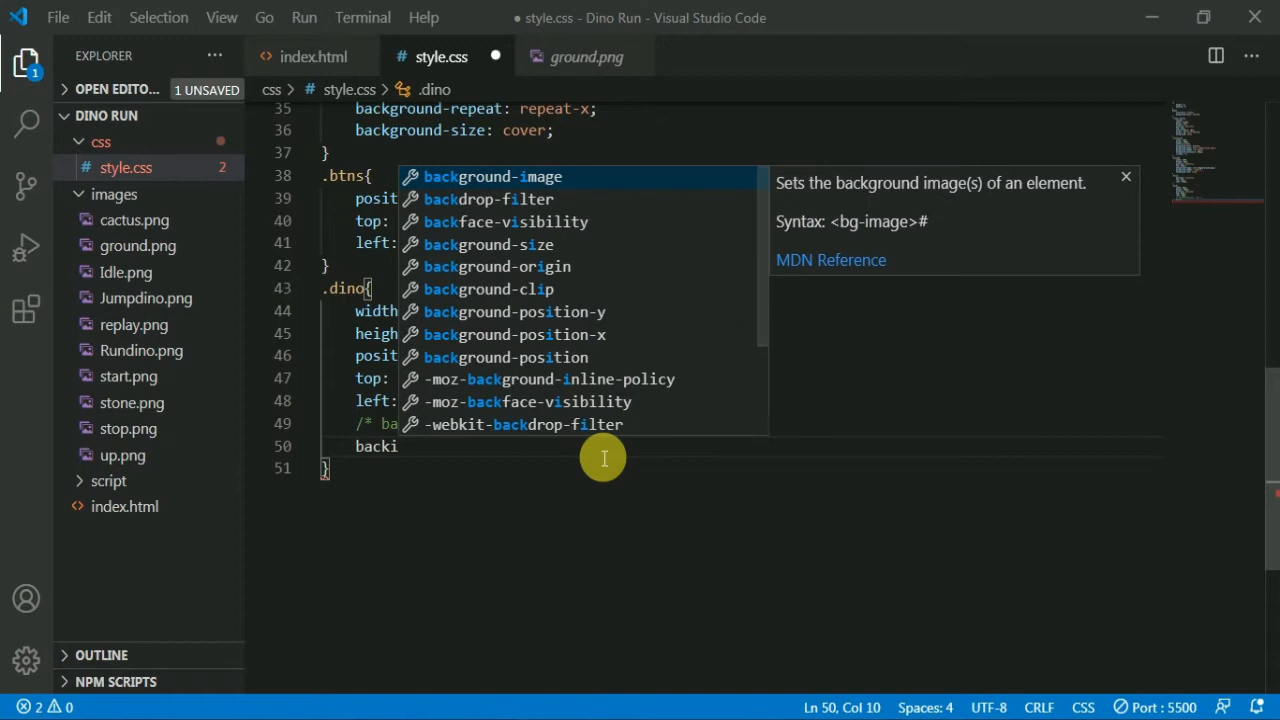 File Edit Selection View Go Run Terminal Help ● style.css - Dino Run - Visual Studio Code
EXPLORER ···
index.html # style.css ● ground.png
OPEN EDITO... 1 UNSAVED
css > # style.css > .dino
DINO RUN
css
# style.css 2
images
cactus.png
ground.png
Idle.png
Jumpdino.png
replay.png
Rundino.png
start.png
stone.png
stop.png
up.png
script
index.html
OUTLINE
NPM SCRIPTS
1
35 background-repeat: repeat-x;
36 background-size: cover;
37 }
38 .btns{
39 posit
40 top:
41 left:
42 }
43 .dino{
44 width
45 heigh
46 posit
47 top:
48 left:
49 /* ba
50 backi
51 }
background-image
backdrop-filter
backface-visibility
background-size
background-origin
background-clip
background-position-y
background-position-x
background-position
-moz-background-inline-policy
-moz-backface-visibility
-webkit-backdrop-filter
Sets the background image(s) of an element.
Syntax: <bg-image>#
MDN Reference
2 0 Ln 50, Col 10 Spaces: 4 UTF-8 CRLF CSS Port : 5500